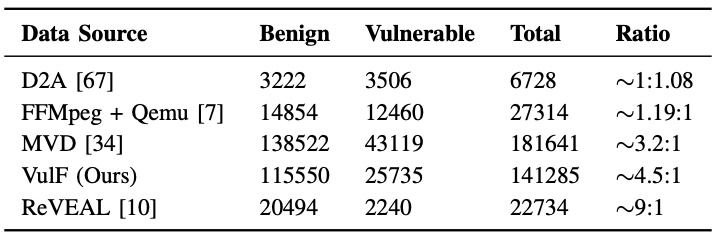 Data Source Benign Vulnerable Total Ratio
D2A [67] 3222 3506 6728 ∼1:1.08
FFMpeg + Qemu [7] 14854 12460 27314 ∼1.19:1
MVD [34] 138522 43119 181641 ∼3.2:1
VulF (Ours) 115550 25735 141285 ∼4.5:1
ReVEAL [10] 20494 2240 22734 ∼9:1